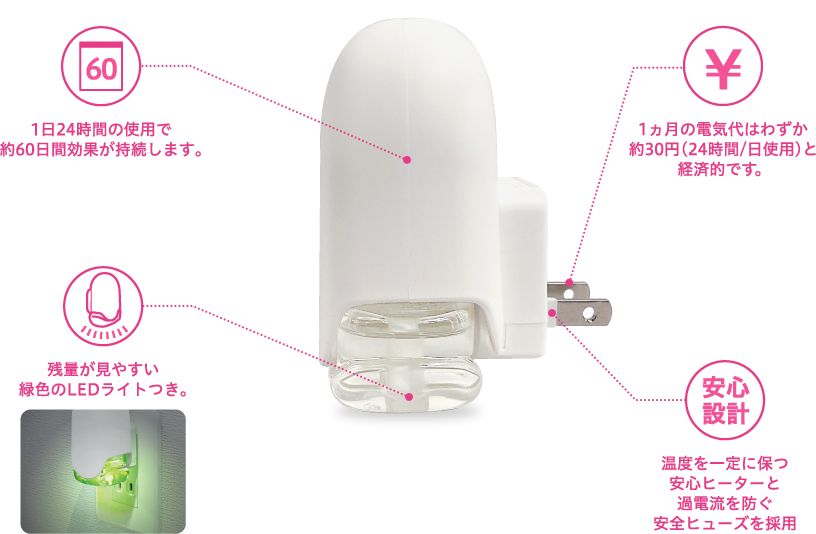 60
1日24時間の使用で
約60日間効果が持続します。
¥
1ヵ月の電気代はわずか
約30円（24時間/日使用）と
経済的です。
残量が見やすい
緑色のLEDライトつき。
安心
設計
温度を一定に保つ
安心ヒーターと
過電流を防ぐ
安全ヒューズを採用